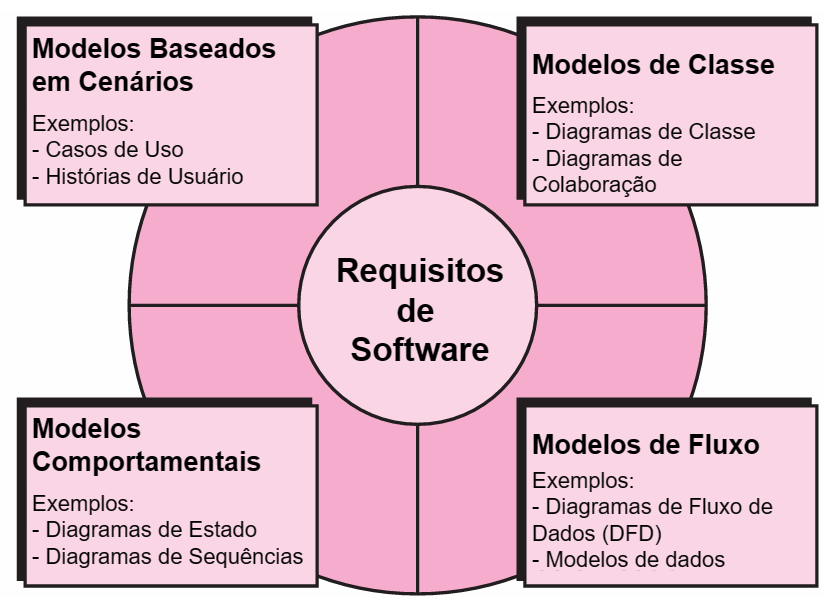 Modelos Baseados
em Cenários
Exemplos:
- Casos de Uso
- Histórias de Usuário
Modelos de Classe
Exemplos:
- Diagramas de Classe
- Diagramas de
Colaboração
Requisitos
de
Software
Modelos
Comportamentais
Exemplos:
- Diagramas de Estado
- Diagramas de Sequências
Modelos de Fluxo
Exemplos:
- Diagramas de Fluxo de
Dados (DFD)
- Modelos de dados